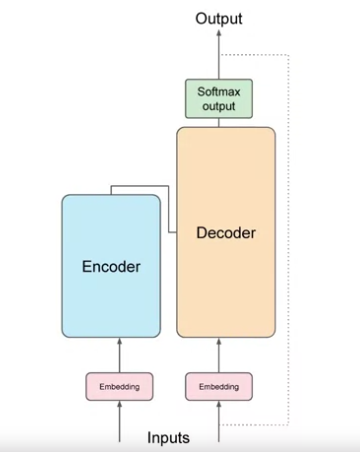 Output
Softmax
output
Decoder
Encoder
Embedding
Embedding
Inputs